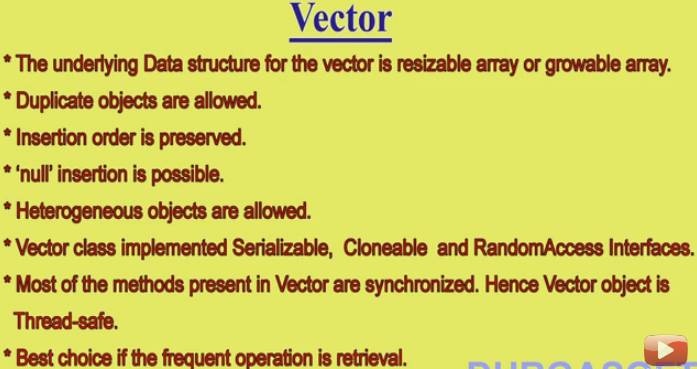 Vector
* The underlying Data structure for the vector is resizable array or growable array.
* Duplicate objects are allowed.
* Insertion order is preserved.
* ‘null’ insertion is possible.
* Heterogeneous objects are allowed.
* Vector class implemented Serializable, Cloneable and RandomAccess Interfaces.
* Most of the methods present in Vector are synchronized. Hence Vector object is
Thread-safe.
* Best choice if the frequent operation is retrieval.